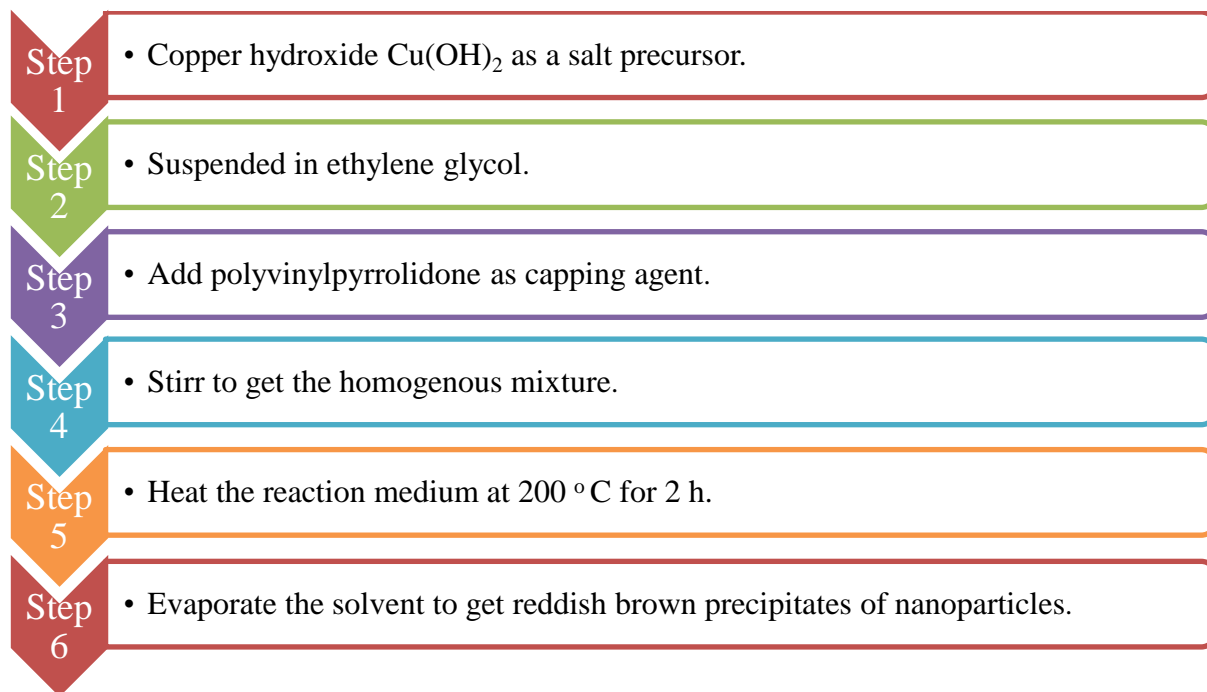 Step
1
• Copper hydroxide Cu(OH)₂ as a salt precursor.
Step
2
• Suspended in ethylene glycol.
Step
3
• Add polyvinylpyrrolidone as capping agent.
Step
4
• Stirr to get the homogenous mixture.
Step
5
• Heat the reaction medium at 200 ᵒ C for 2 h.
Step
6
• Evaporate the solvent to get reddish brown precipitates of nanoparticles.